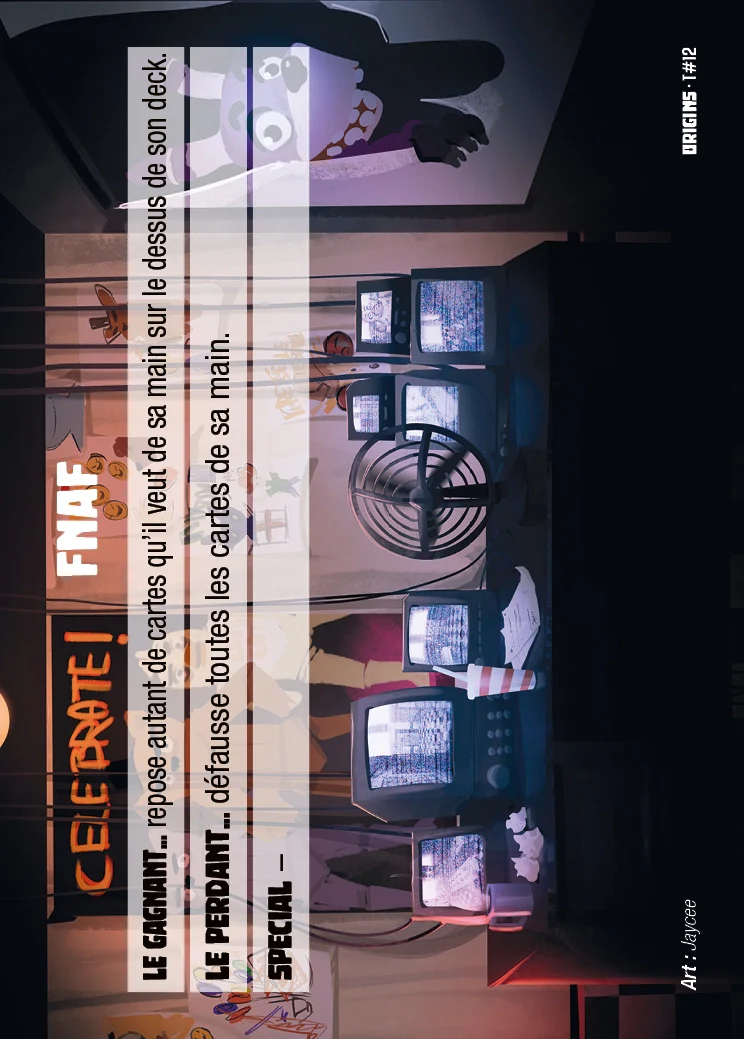 CELEBRATE!
FNAF
LE GAGNANT... repose autant de cartes qu'il veut de sa main sur le dessus de son deck.
LE PERDANT... défausse toutes les cartes de sa main.
SPECIAL –
Art : Jaycee
ORIGINS · T#12